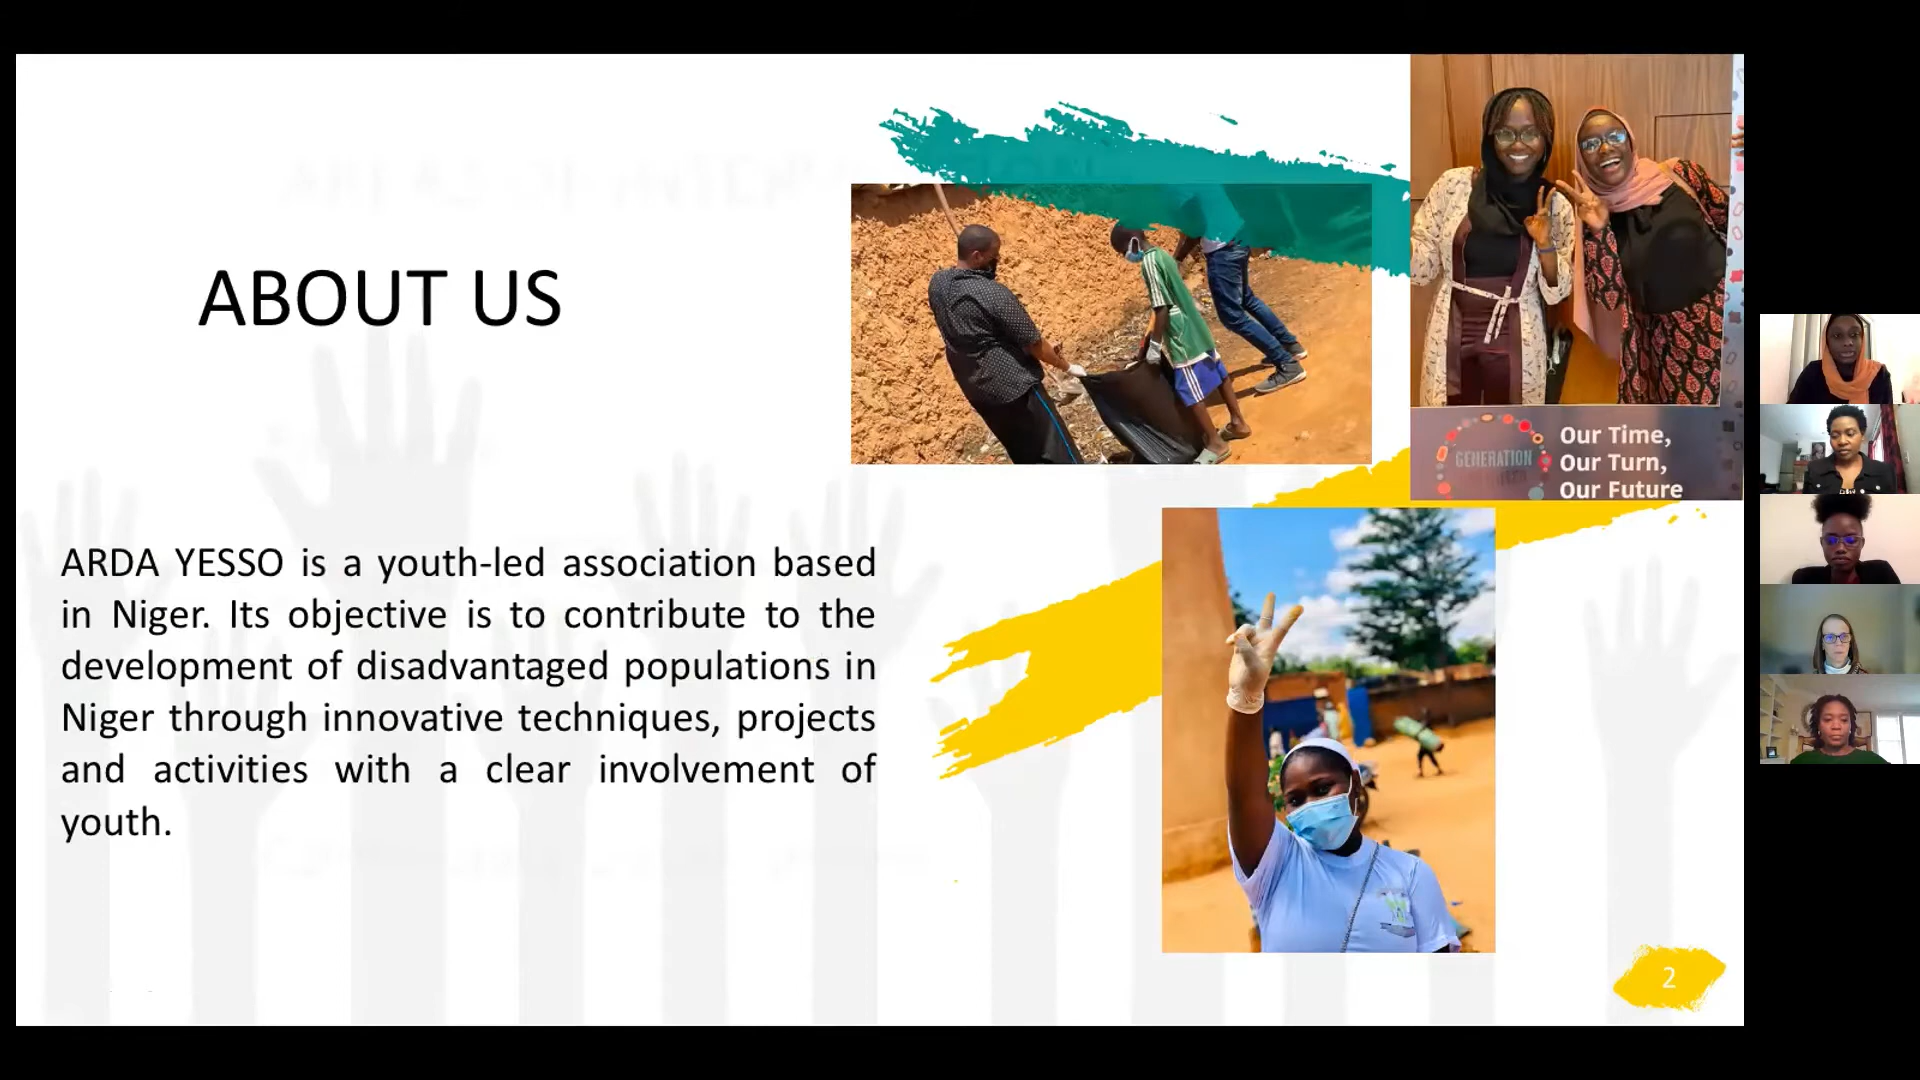 ABOUT US
ARDA YESSO is a youth-led association based
in Niger. Its objective is to contribute to the
development of disadvantaged populations in
Niger through innovative techniques, projects
and activities with a clear involvement of
youth.
GENERATION
Our Time,
Our Turn,
Our Future
2